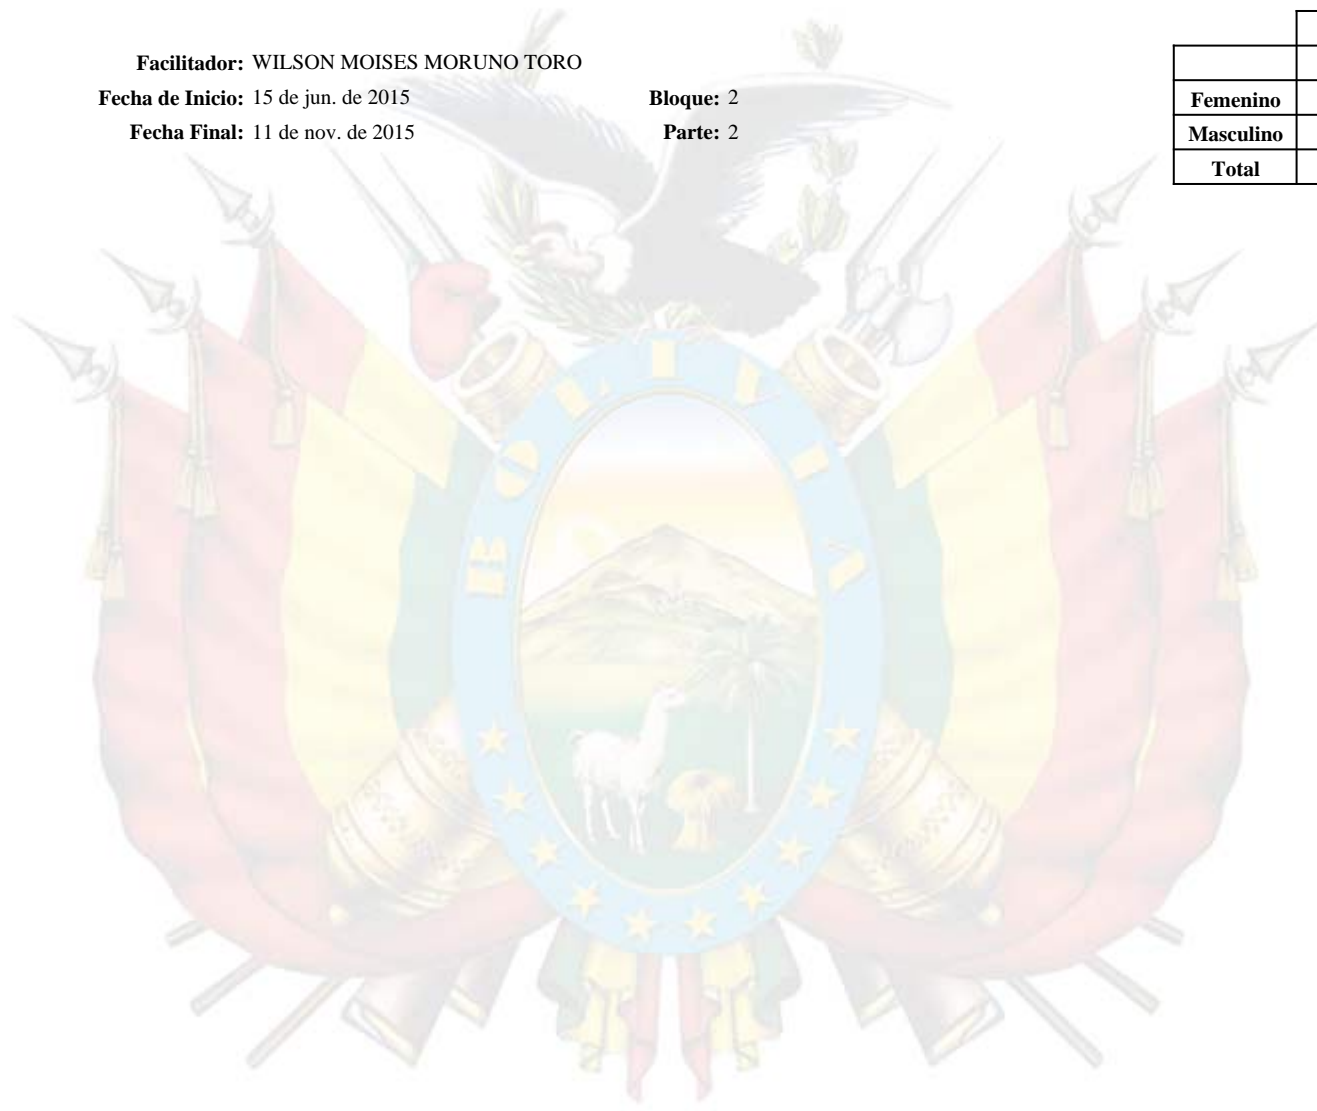 Facilitador: WILSON MOISES MORUNO TORO
Fecha de Inicio: 15 de jun. de 2015 Bloque: 2
Fecha Final: 11 de nov. de 2015 Parte: 2
Femenino
Masculino
Total
BOLIVIA